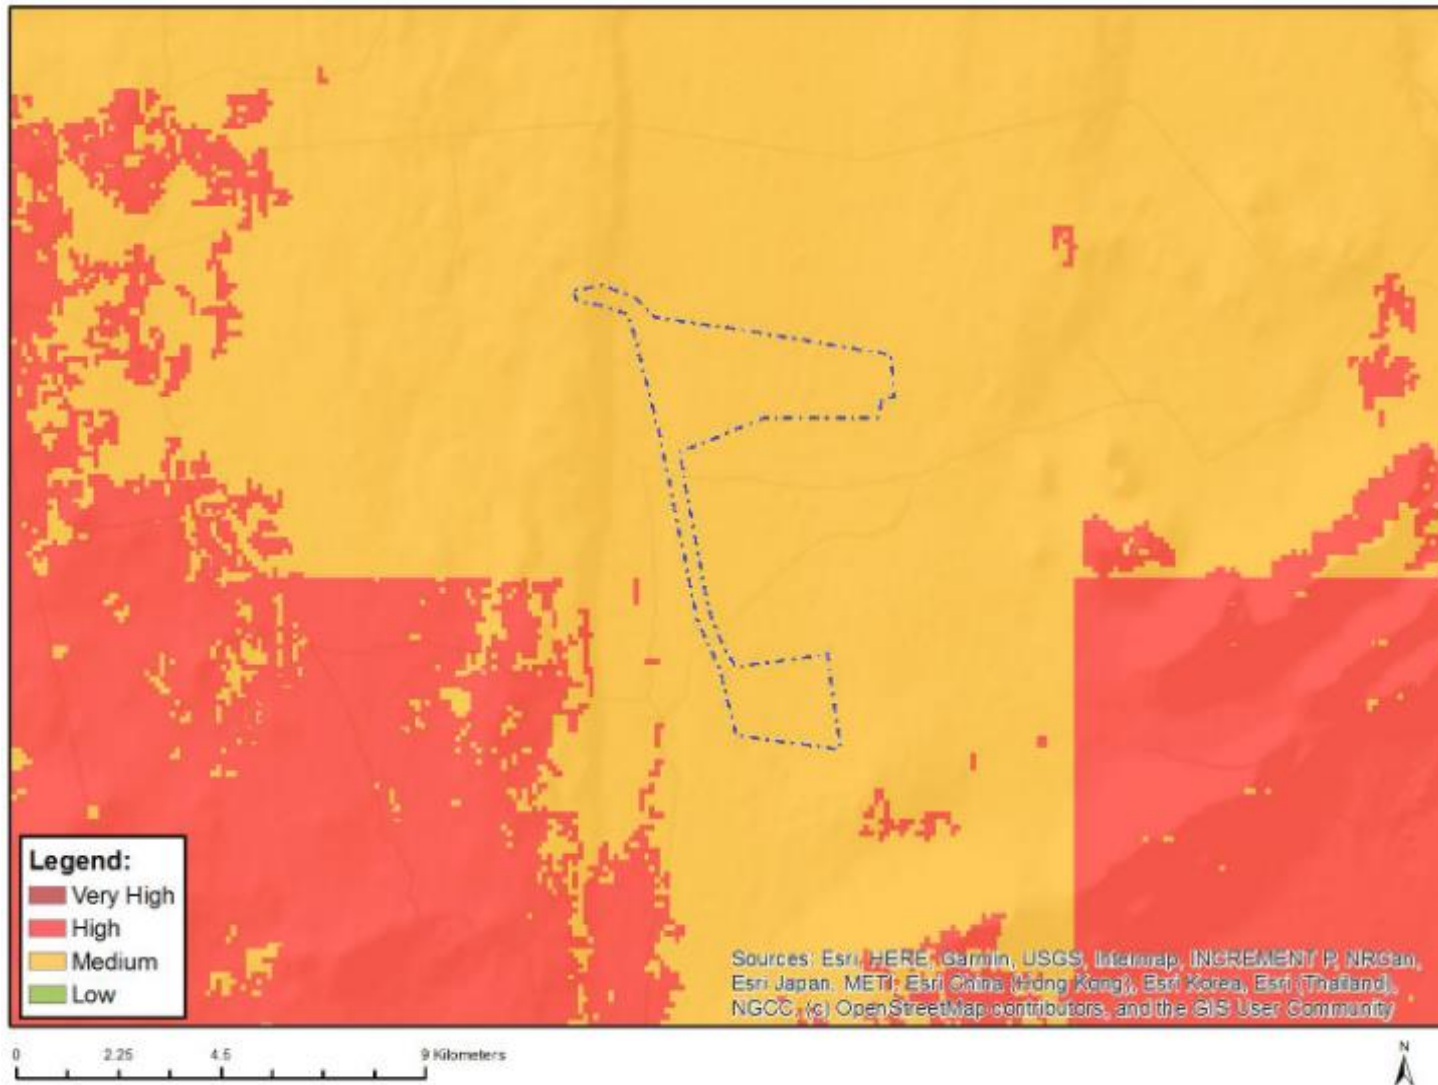 Legend:
Very High
High
Medium
Low
Sources: Esri, HERE, Garmin, USGS, Intermap, INCREMENT P, NRCan,
Esri Japan, METI, Esri China (Hong Kong), Esri Korea, Esri (Thailand),
NGCC, (c) OpenStreetMap contributors, and the GIS User Community
0 2.25 4.5 9 Kilometers
N